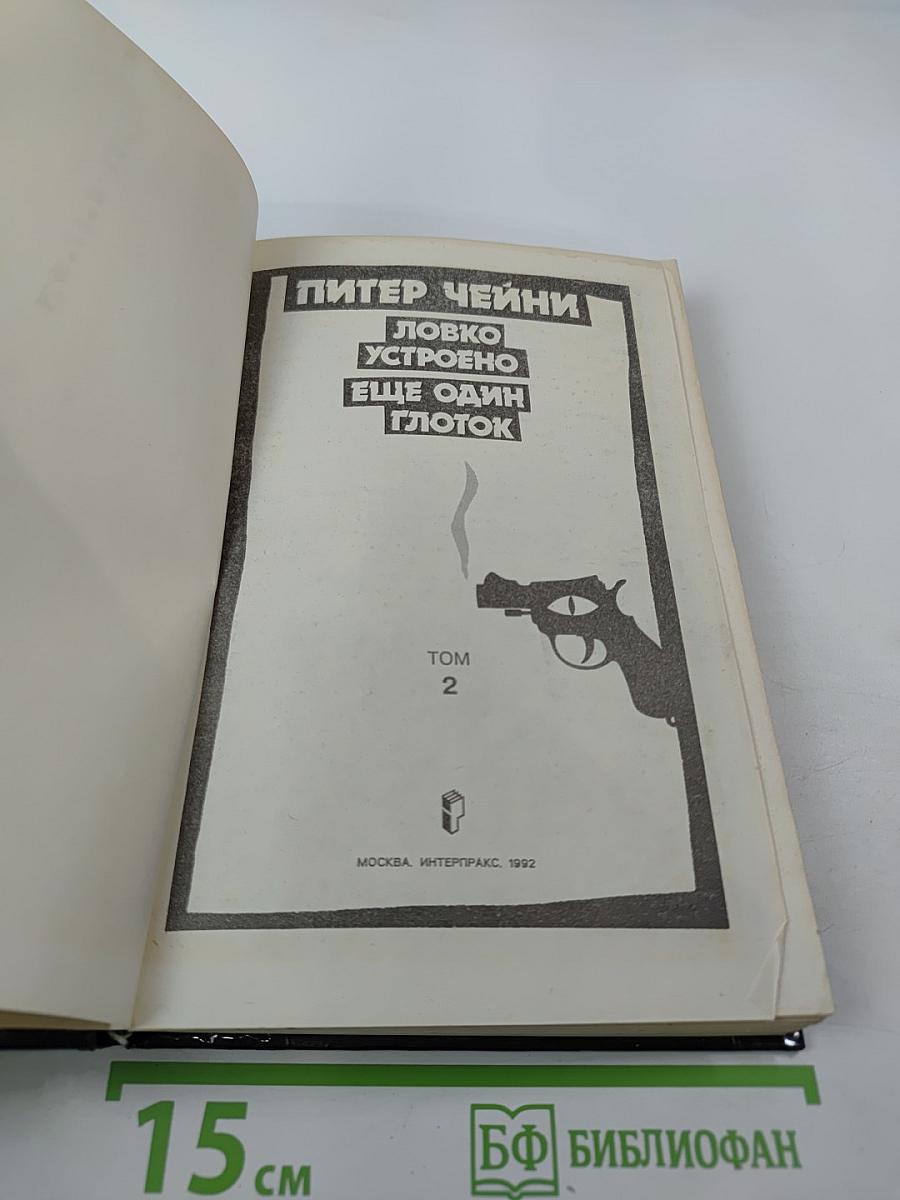 ПИТЕР ЧЕЙНИ
ЛОВКО
УСТРОЕНО
ЕЩЕ ОДИН
ГЛОТОК
ТОМ
2
МОСКВА. ИНТЕРПРАКС. 1992
15 см
БФ БИБЛИОФАН